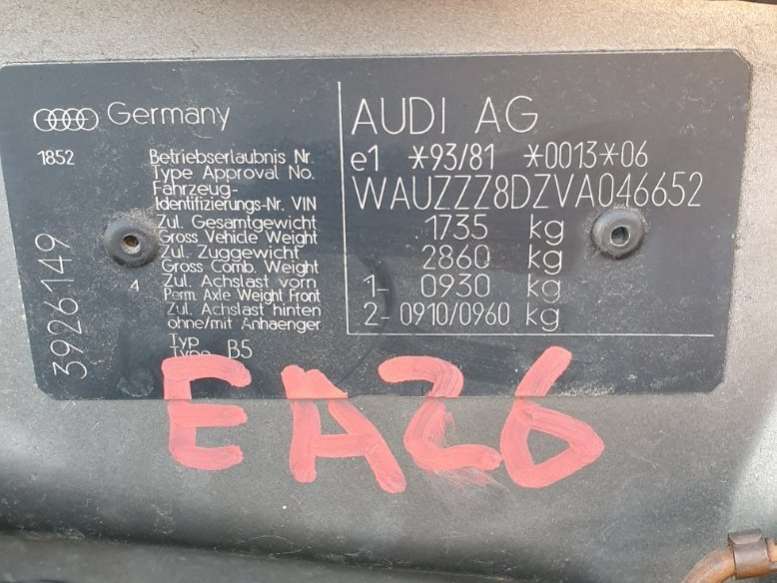 Germany
AUDI AG
1852
Betriebserlaubnis Nr.
Type Approval No.
e1 *93/81 *0013*06
Fahrzeug-
Identifizierungs-Nr. VIN
WAUZZZ8DZVA046652
Zul. Gesamtgewicht
Gross Vehicle Weight
1735 kg
Zul. Zuggewicht
Gross Comb. Weight
2860 kg
4 Zul. Achslast vorn
Perm. Axle Weight Front
1- 0930 kg
Zul. Achslast hinten
ohne/mit Anhaenger
2- 0910/0960 kg
Typ
Type B5
3926149
EA26